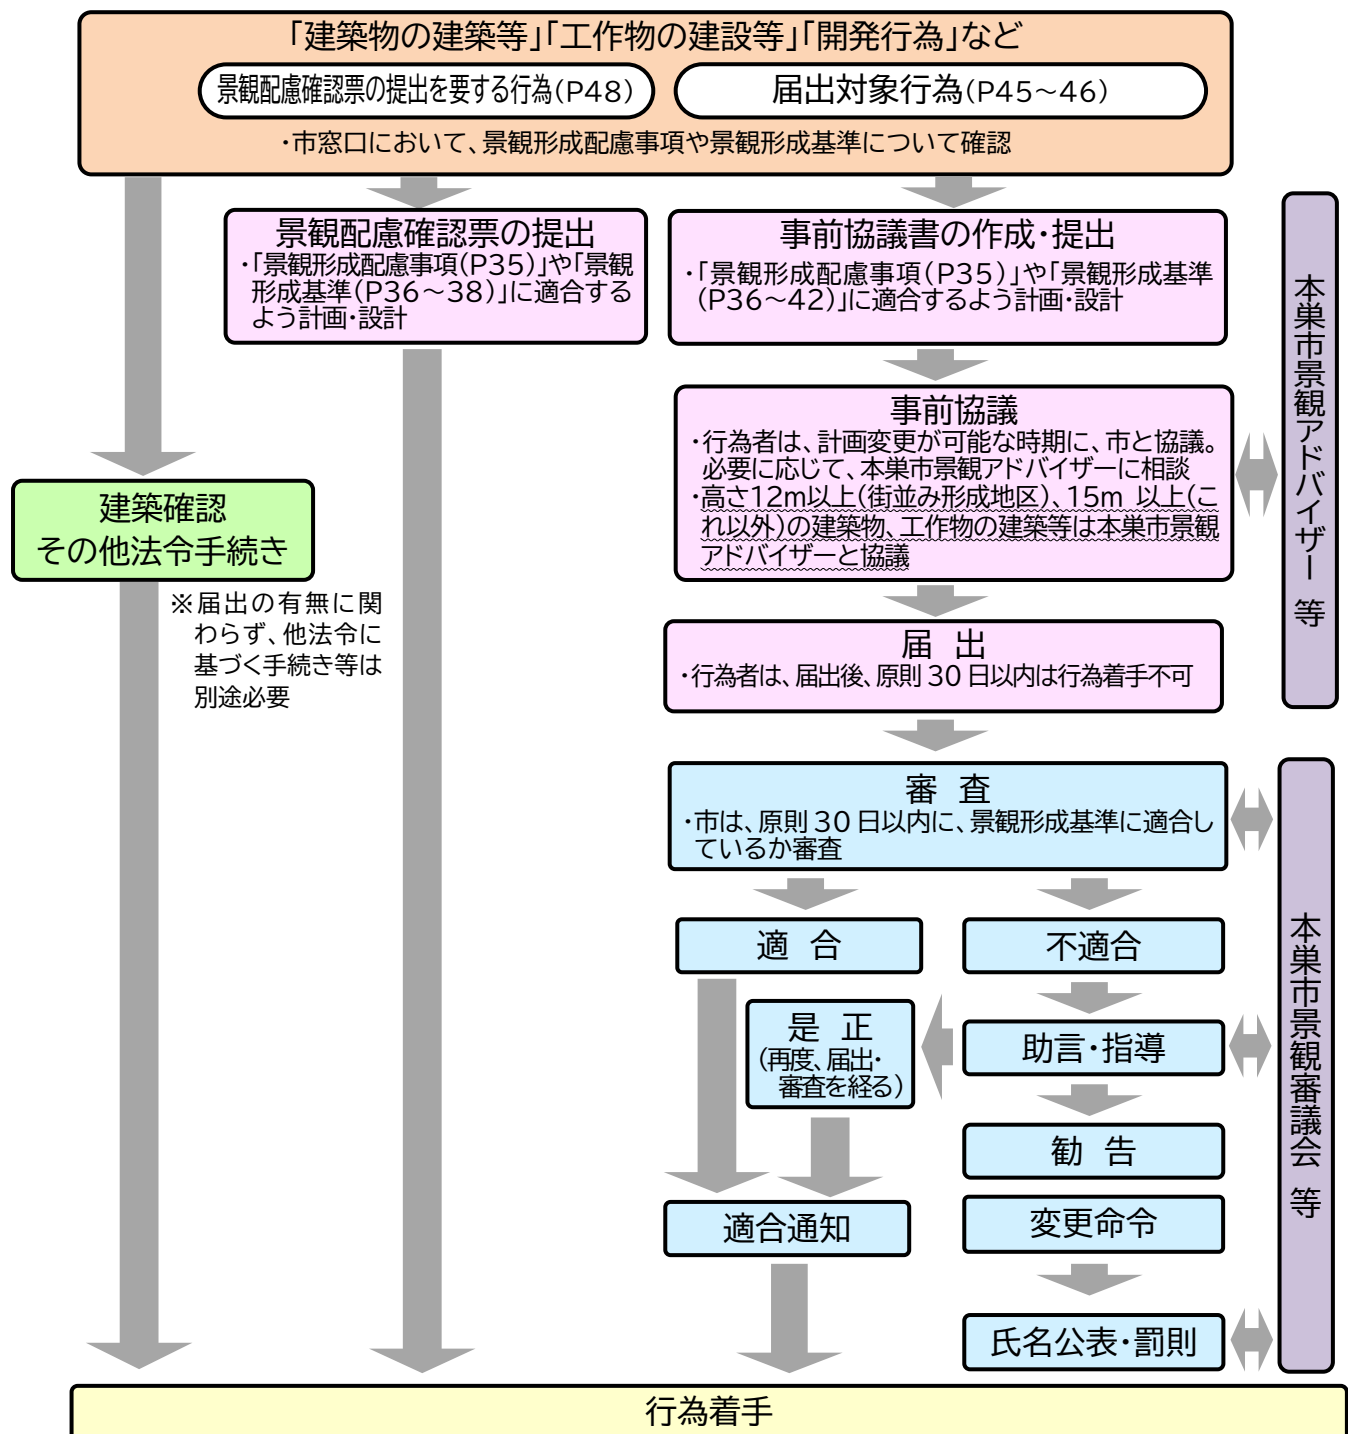 「建築物の建築等」「工作物の建設等」「開発行為」など
景観配慮確認票の提出を要する行為(P48)
届出対象行為(P45～46)
・市窓口において、景観形成配慮事項や景観形成基準について確認
景観配慮確認票の提出
・「景観形成配慮事項(P35)」や「景観
形成基準(P36～38)」に適合する
よう計画・設計
事前協議書の作成・提出
・「景観形成配慮事項(P35)」や「景観形成基準
(P36～42)」に適合するよう計画・設計
本巣市景観アドバイザー 等
事前協議
・行為者は、計画変更が可能な時期に、市と協議。
必要に応じて、本巣市景観アドバイザーに相談
・高さ12m以上(街並み形成地区)、15m 以上(こ
れ以外)の建築物、工作物の建築等は本巣市景観
アドバイザーと協議
建築確認
その他法令手続き
※届出の有無に関
わらず、他法令に
基づく手続き等は
別途必要
届 出
・行為者は、届出後、原則 30 日以内は行為着手不可
審 査
・市は、原則 30 日以内に、景観形成基準に適合し
ているか審査
本巣市景観審議会 等
適 合
不適合
是 正
(再度、届出・
審査を経る)
助言・指導
勧 告
適合通知
変更命令
氏名公表・罰則
行為着手